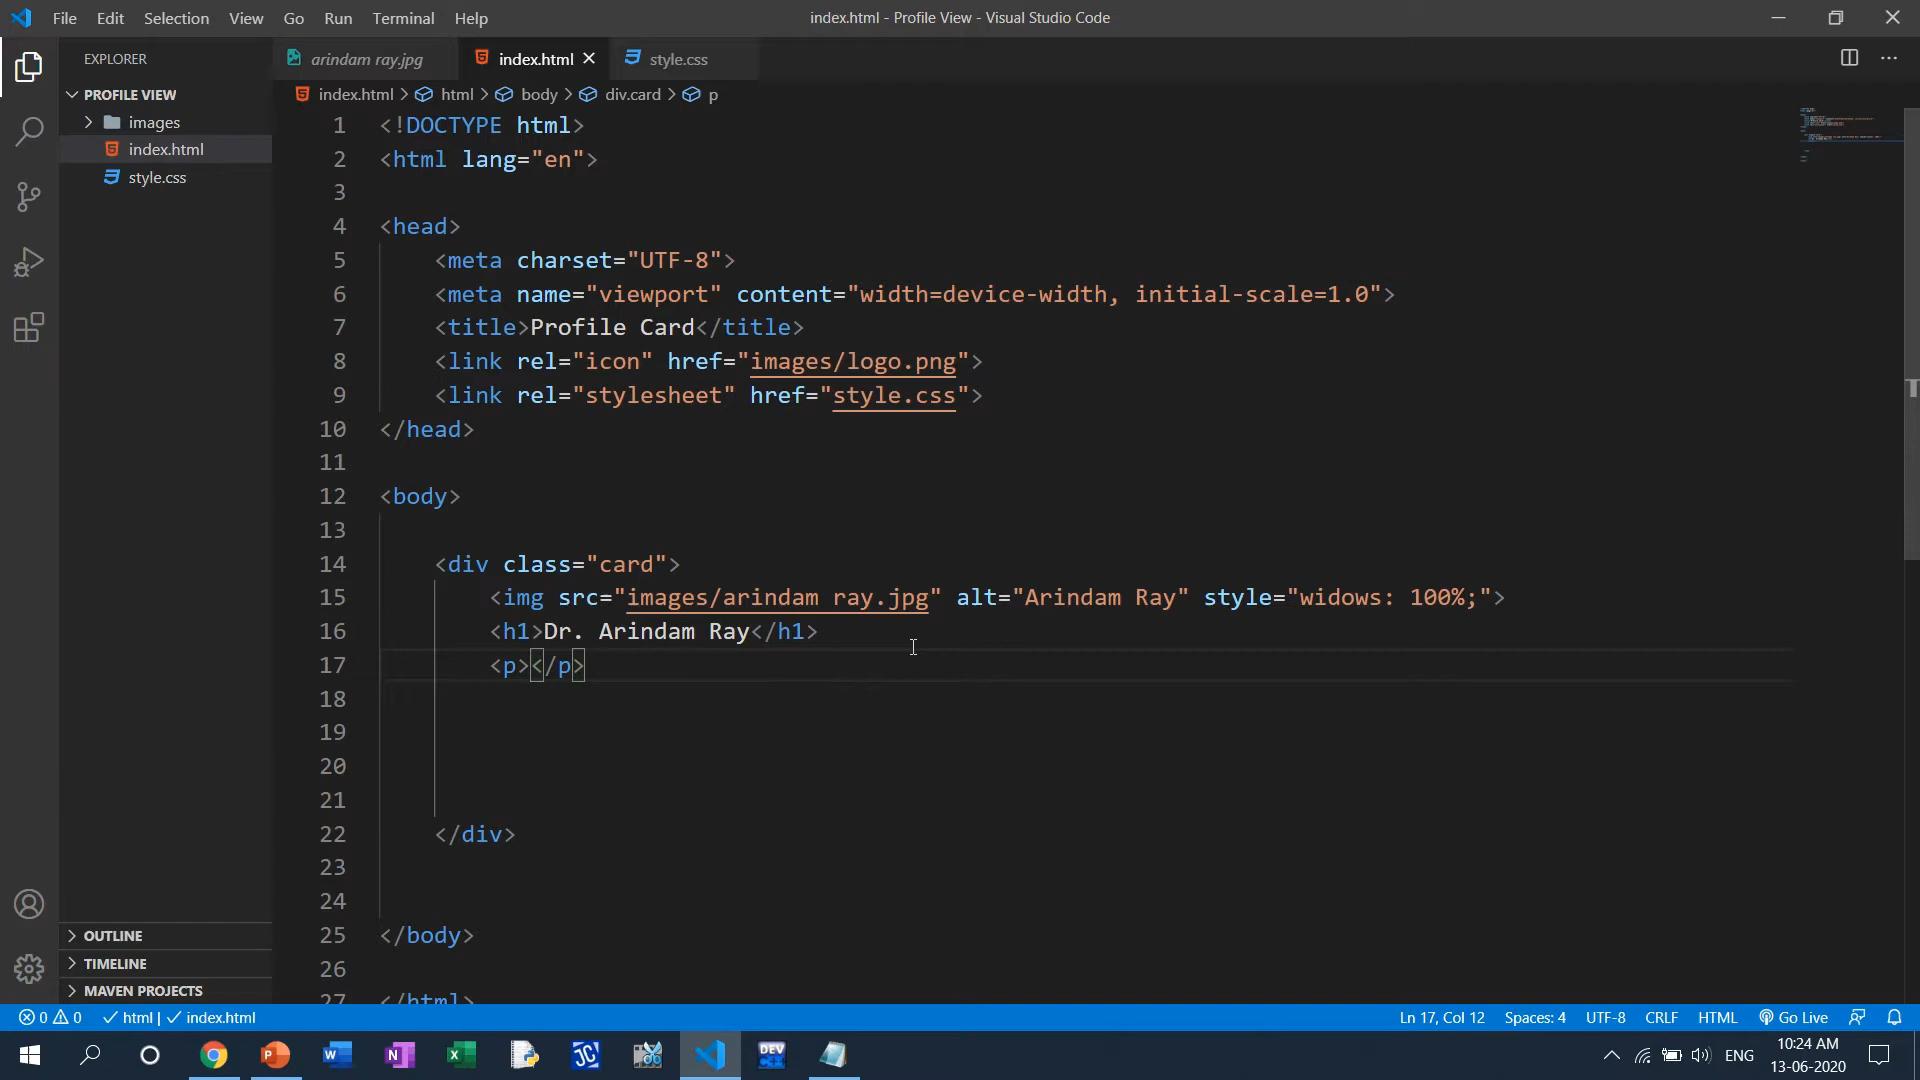 File Edit Selection View Go Run Terminal Help
index.html - Profile View - Visual Studio Code
EXPLORER
PROFILE VIEW
images
index.html
style.css
OUTLINE
TIMELINE
MAVEN PROJECTS
arindam ray.jpg index.html style.css
index.html > html > body > div.card > p
1 <!DOCTYPE html>
2 <html lang="en">
3
4 <head>
5 <meta charset="UTF-8">
6 <meta name="viewport" content="width=device-width, initial-scale=1.0">
7 <title>Profile Card</title>
8 <link rel="icon" href="images/logo.png">
9 <link rel="stylesheet" href="style.css">
10 </head>
11
12 <body>
13
14 <div class="card">
15 <img src="images/arindam ray.jpg" alt="Arindam Ray" style="widows: 100%;">
16 <h1>Dr. Arindam Ray</h1>
17 <p></p>
18
19
20
21
22 </div>
23
24
25 </body>
26
27 </html>
0 0 html | index.html
Ln 17, Col 12 Spaces: 4 UTF-8 CRLF HTML Go Live
DEV
ENG
10:24 AM
13-06-2020